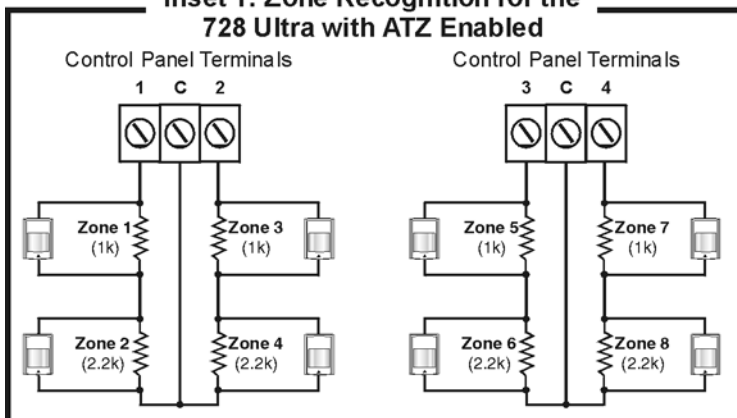 Inset 1: Zone Recognition for the
728 Ultra with ATZ Enabled
Control Panel Terminals
1 C 2
Zone 1
(1k)
Zone 3
(1k)
Zone 2
(2.2k)
Zone 4
(2.2k)
Control Panel Terminals
3 C 4
Zone 5
(1k)
Zone 7
(1k)
Zone 6
(2.2k)
Zone 8
(2.2k)